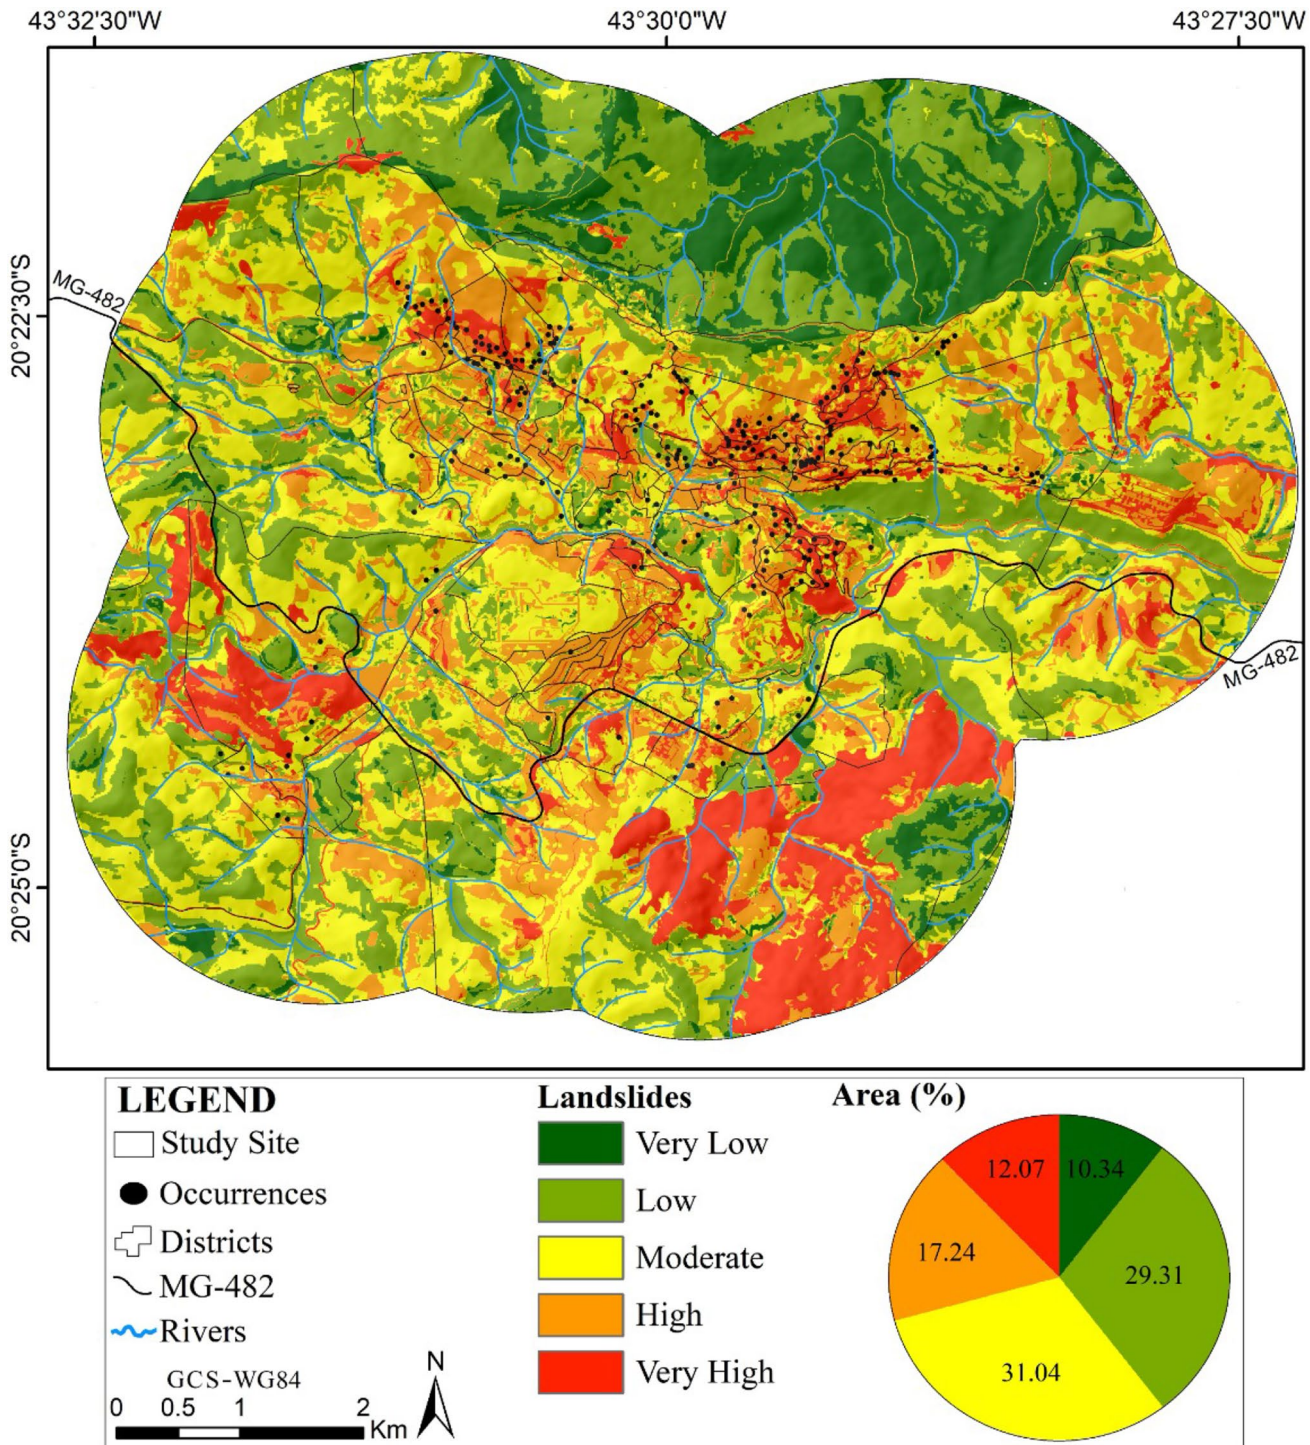 43°32'30"W 43°30'0"W 43°27'30"W
20°22'30"S
MG-482
MG-482
20°25'0"S
LEGEND
Study Site
Occurrences
Districts
MG-482
Rivers
GCS-WG84
0 0.5 1 2
Km
N
Landslides
Very Low
Low
Moderate
High
Very High
Area (%)
12.07 10.34
17.24 29.31
31.04